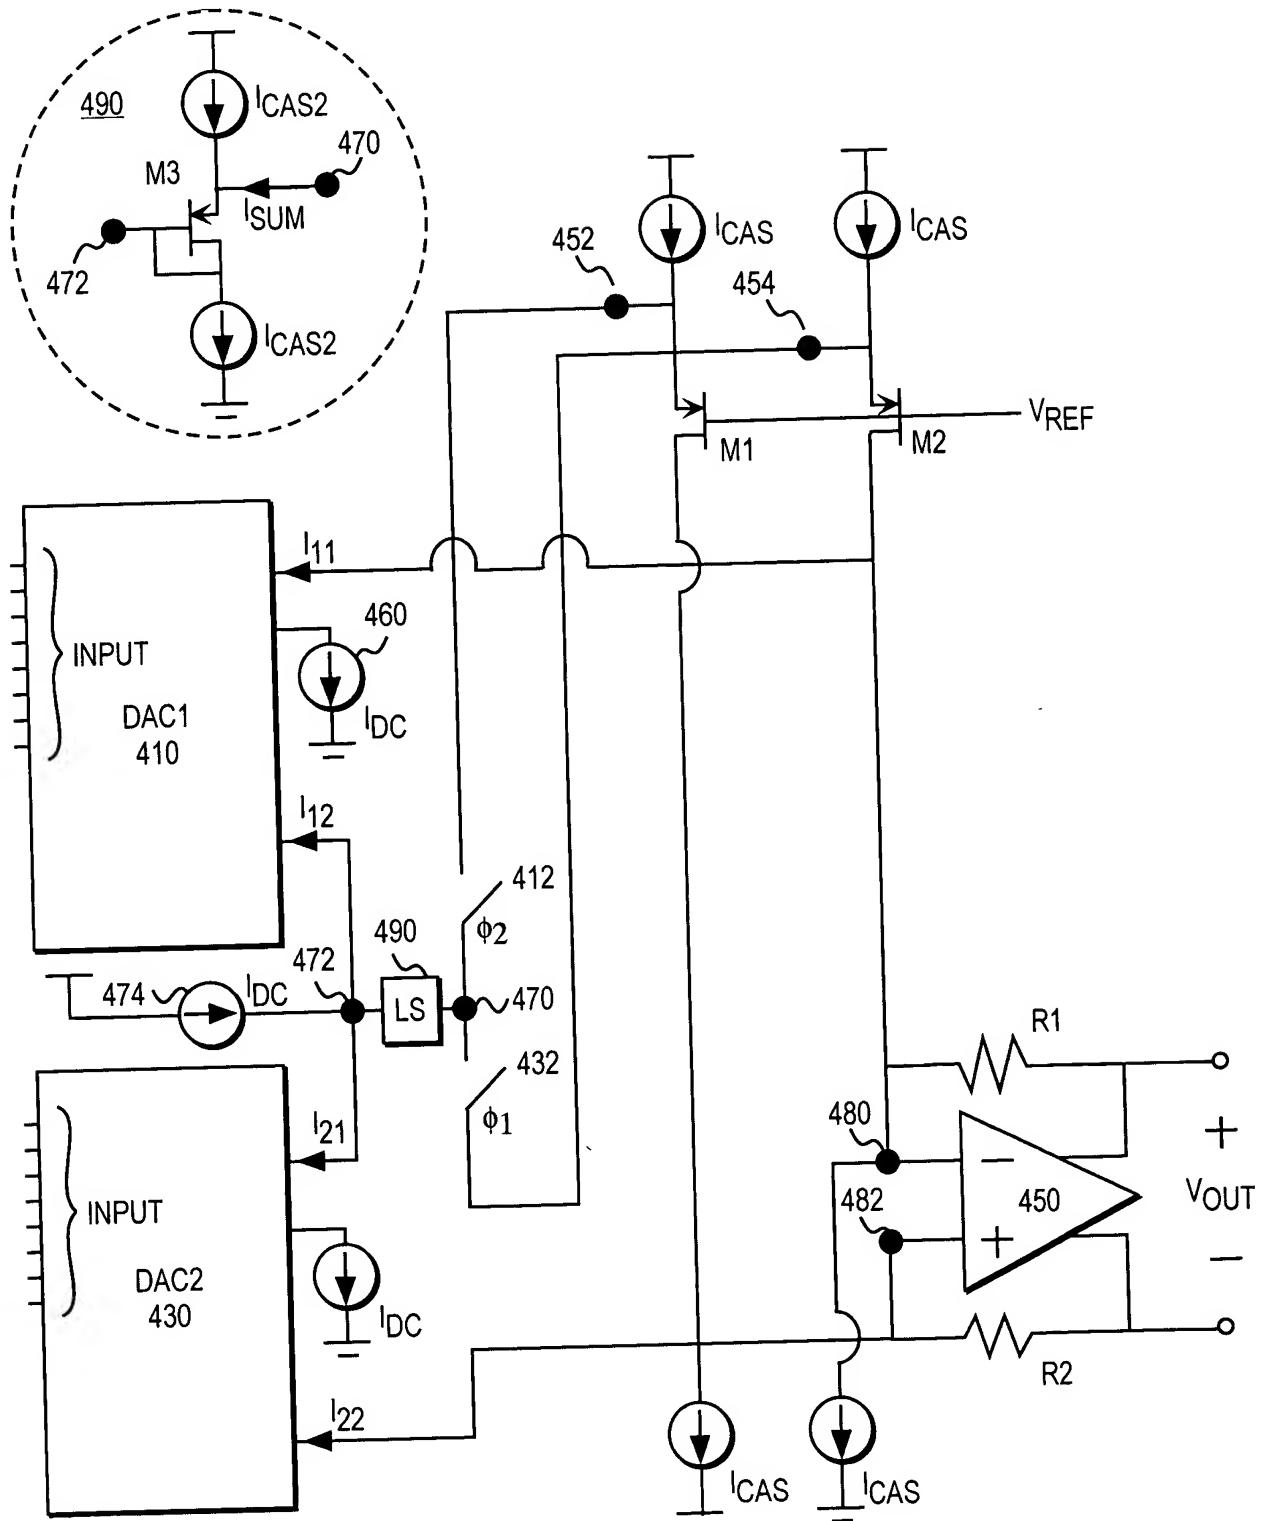 490
ICAS2
470
M3
ISUM
472
ICAS2
452
ICAS
ICAS
454
VREF
M1
M2
I11
460
INPUT
IDC
DAC1
410
I12
412
ϕ2
490
472
474
IDC
LS
470
432
ϕ1
R1
I21
480
−
+
INPUT
482
450
VOUT
+
−
DAC2
430
IDC
R2
I22
ICAS
ICAS